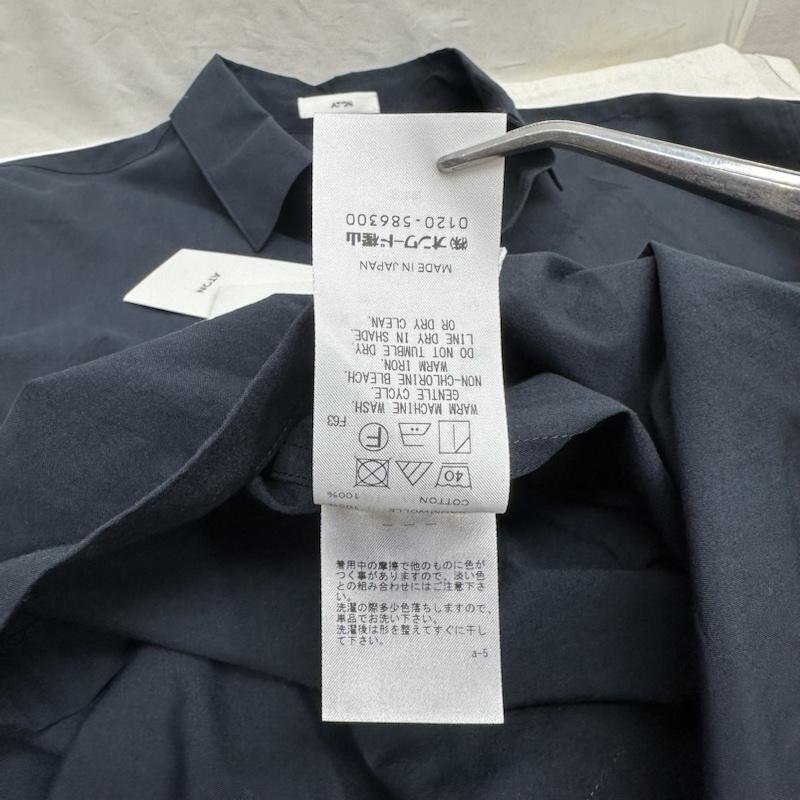 ATON
ATON
COTTON 100%
40
F
F63
WARM MACHINE WASH.
GENTLE CYCLE.
NON-CHLORINE BLEACH.
WARM IRON.
DO NOT TUMBLE DRY.
LINE DRY IN SHADE.
OR DRY CLEAN.
MADE IN JAPAN
㈱オンワード樫山
0120-586300
着用中の摩擦で他のものに色が
つく事がありますので、淡い色
との組み合わせにはご注意下さ
い。
洗濯の際多少色落ちしますので、
単品でお洗い下さい。
洗濯後は形を整えてすぐに干し
て下さい。
a-5